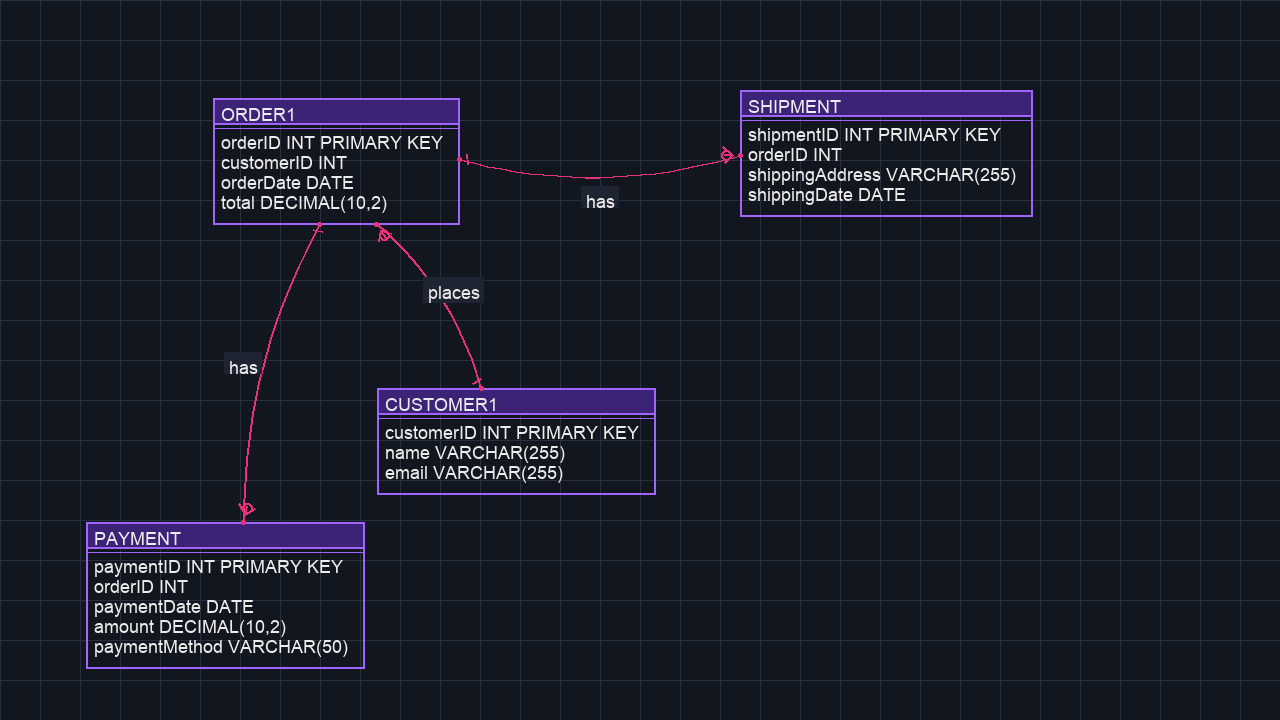 ORDER1
orderID INT PRIMARY KEY
customerID INT
orderDate DATE
total DECIMAL(10,2)
SHIPMENT
shipmentID INT PRIMARY KEY
orderID INT
shippingAddress VARCHAR(255)
shippingDate DATE
has
places
has
CUSTOMER1
customerID INT PRIMARY KEY
name VARCHAR(255)
email VARCHAR(255)
PAYMENT
paymentID INT PRIMARY KEY
orderID INT
paymentDate DATE
amount DECIMAL(10,2)
paymentMethod VARCHAR(50)